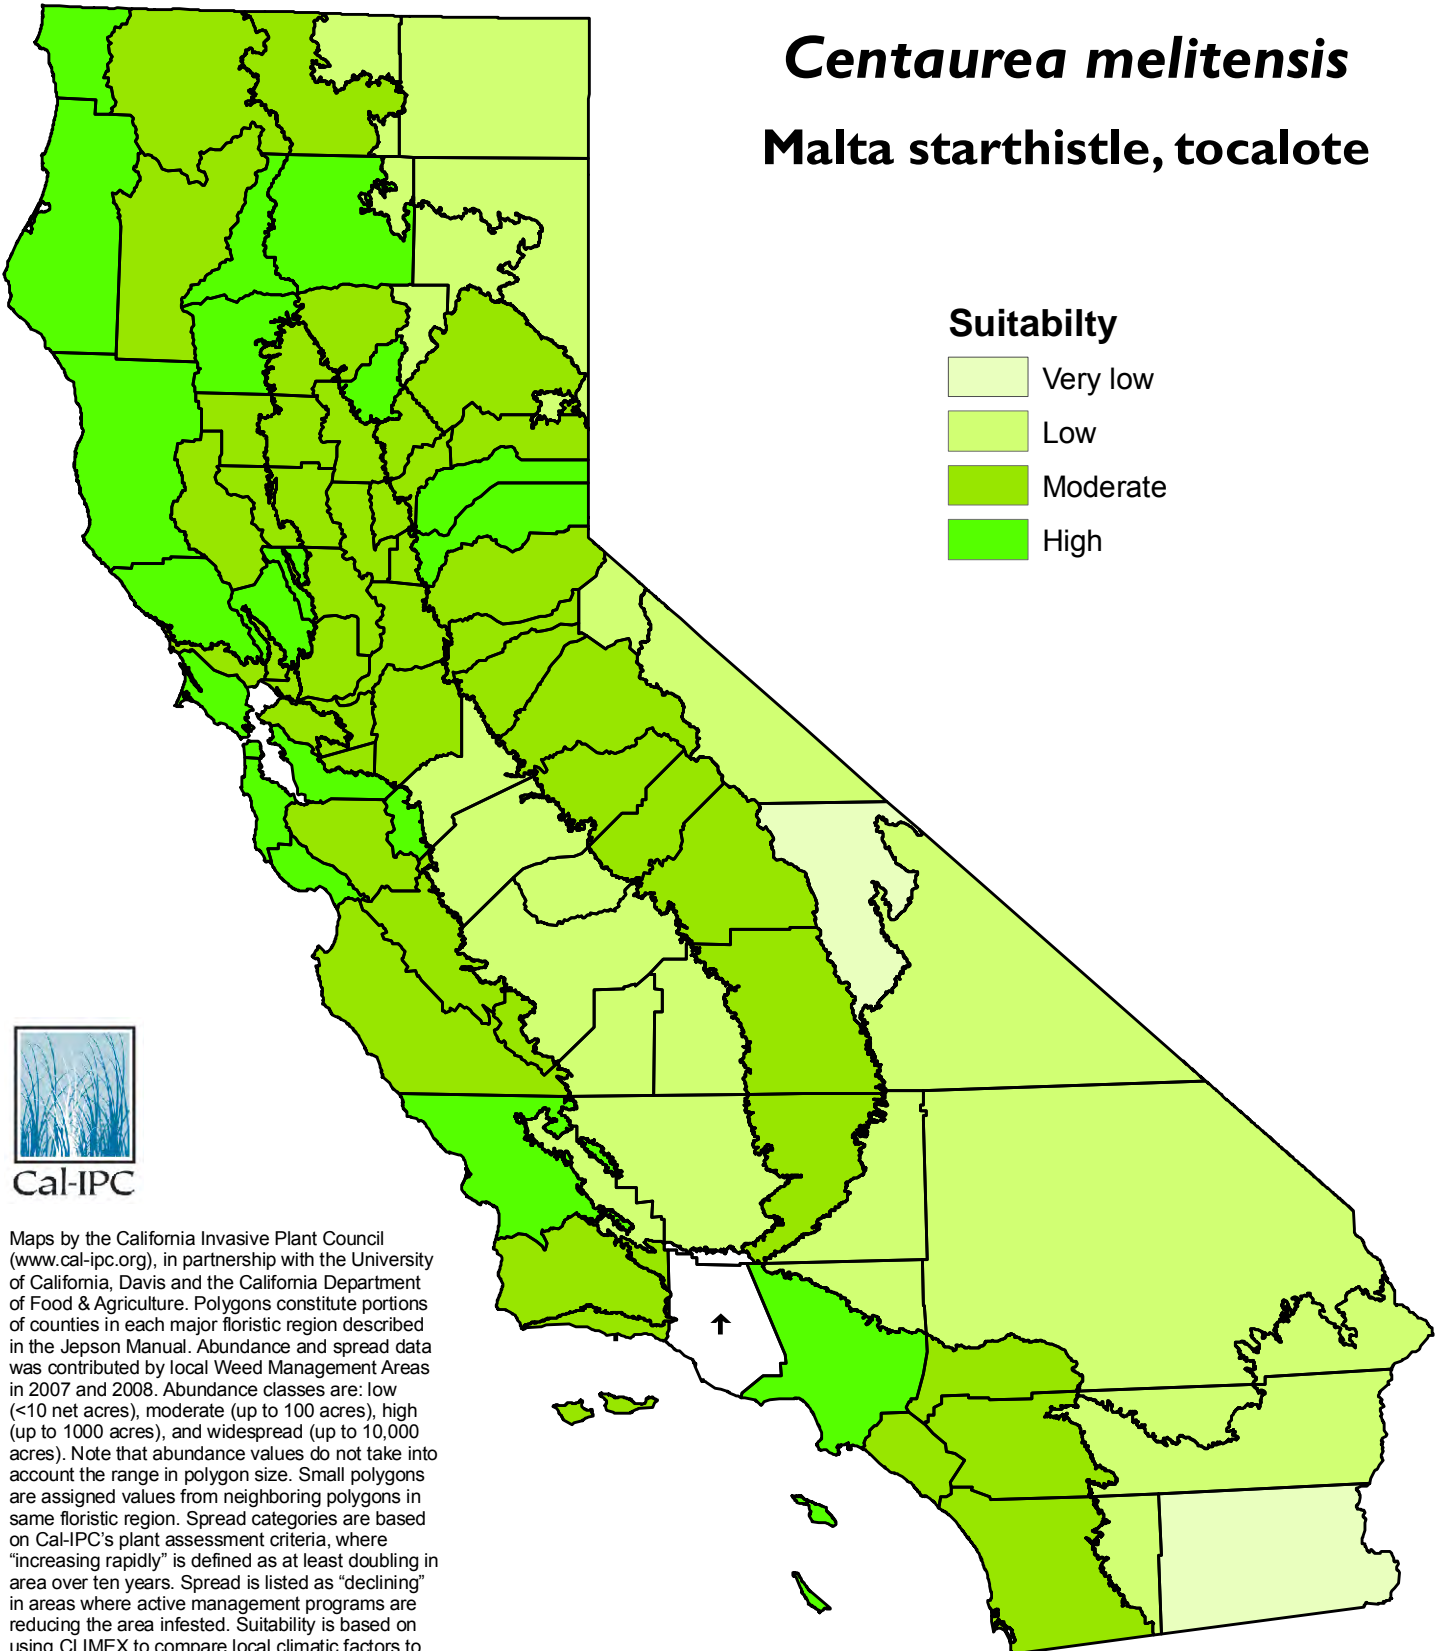 Centaurea melitensis
Malta starthistle, tocalote
Suitabilty
Very low
Low
Moderate
High
Cal-IPC
Maps by the California Invasive Plant Council
(www.cal-ipc.org), in partnership with the University
of California, Davis and the California Department
of Food & Agriculture. Polygons constitute portions
of counties in each major floristic region described
in the Jepson Manual. Abundance and spread data
was contributed by local Weed Management Areas
in 2007 and 2008. Abundance classes are: low
(<10 net acres), moderate (up to 100 acres), high
(up to 1000 acres), and widespread (up to 10,000
acres). Note that abundance values do not take into
account the range in polygon size. Small polygons
are assigned values from neighboring polygons in
same floristic region. Spread categories are based
on Cal-IPC's plant assessment criteria, where
“increasing rapidly” is defined as at least doubling in
area over ten years. Spread is listed as “declining”
in areas where active management programs are
reducing the area infested. Suitability is based on
using CLIMEX to compare local climatic factors to